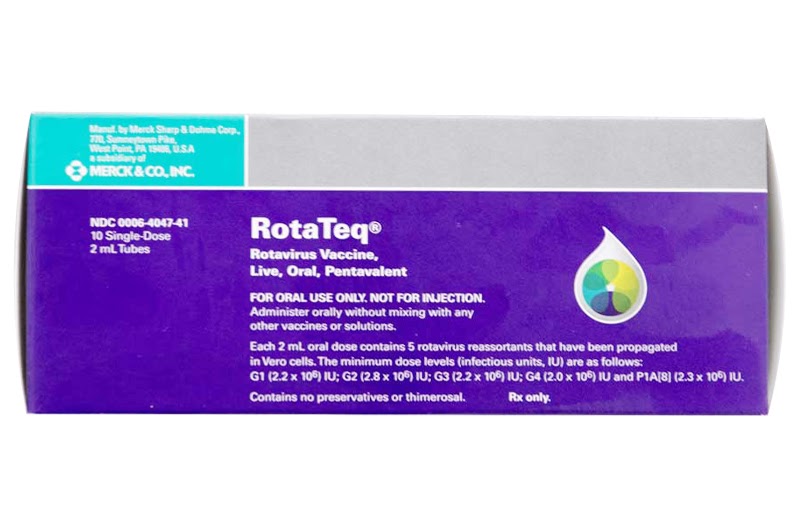 Manuf. by Merck Sharp & Dohme Corp.,
770, Sumneytown Pike,
West Point, PA 19486, U.S.A
a subsidiary of
MERCK & CO., INC.
NDC 0006-4047-41
10 Single-Dose
2 mL Tubes
RotaTeq®
Rotavirus Vaccine,
Live, Oral, Pentavalent
FOR ORAL USE ONLY. NOT FOR INJECTION.
Administer orally without mixing with any
other vaccines or solutions.
Each 2 mL oral dose contains 5 rotavirus reassortants that have been propagated
in Vero cells. The minimum dose levels (infectious units, IU) are as follows:
G1 (2.2 x 10⁶) IU; G2 (2.8 x 10⁶) IU; G3 (2.2 x 10⁶) IU; G4 (2.0 x 10⁶) IU and P1A[8] (2.3 x 10⁶) IU.
Contains no preservatives or thimerosal. Rx only.